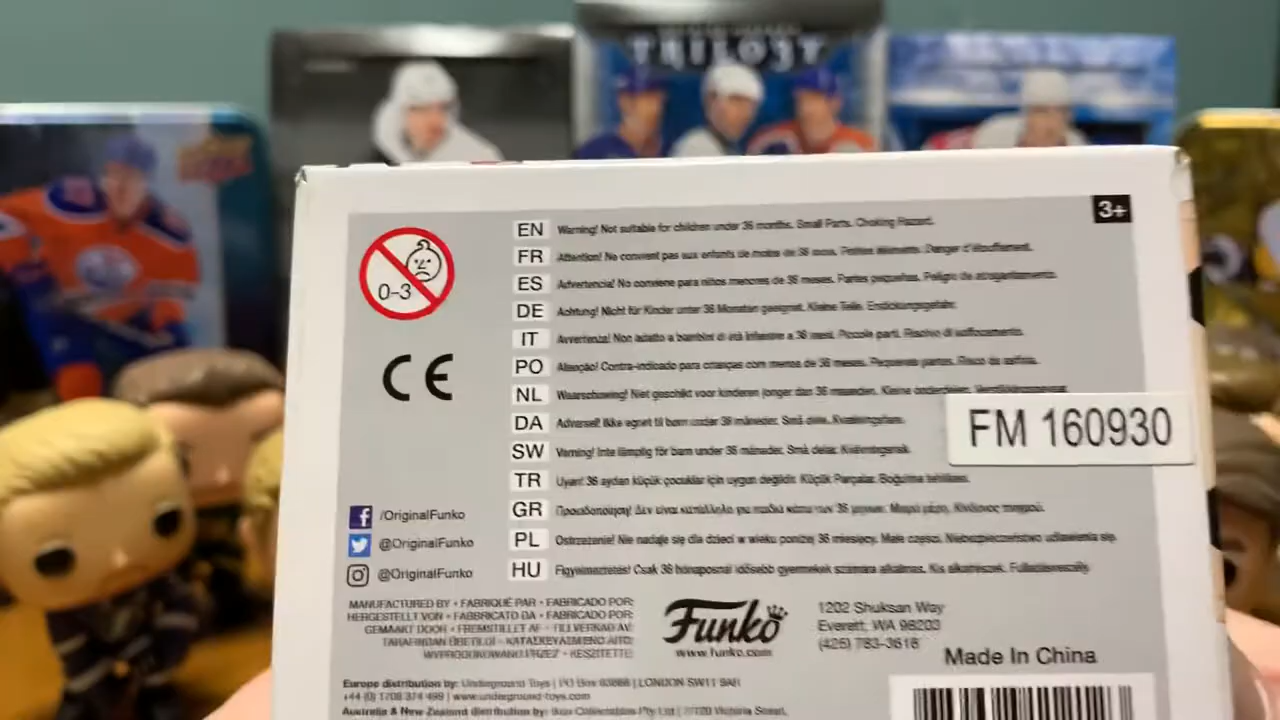 TRILOGY
3+
0-3
CE
EN Warning! Not suitable for children under 36 months. Small Parts. Choking Hazard.
FR Attention! Ne convient pas aux enfants de moins de 36 mois. Petites éléments. Danger d'étouffement.
ES Advertencia! No conviene para niños menores de 36 meses. Partes pequeñas. Peligro de atragantamiento.
DE Achtung! Nicht für Kinder unter 36 Monaten geeignet. Kleine Teile. Erstickungsgefahr.
IT Avvertenza! Non adatto a bambini di età inferiore a 36 mesi. Piccole parti. Rischio di soffocamento.
PO Atenção! Contra-indicado para crianças com menos de 36 meses. Pequenas partes. Risco de asfixia.
NL Waarschuwing! Niet geschikt voor kinderen jonger dan 36 maanden. Kleine onderdelen.
DA Advarsel! Ikke egnet til børn under 36 måneder. Små dele. Kvælningsfare.
FM 160930
SW Varning! Inte lämplig för barn under 36 månader. Små delar. Kvävningsrisk.
TR Uyarı! 36 aydan küçük çocuklar için uygun değildir. Küçük Parçalar. Boğulma tehlikesi.
GR Προειδοποίηση! Δεν είναι κατάλληλο για παιδιά κάτω των 36 μηνών. Μικρά μέρη. Κίνδυνος πνιγμού.
PL Ostrzeżenie! Nie nadaje się dla dzieci w wieku poniżej 36 miesięcy. Małe części. Niebezpieczeństwo udławienia się.
HU Figyelmeztetés! Csak 36 hónaposnál idősebb gyermekek számára alkalmas. Kis alkatrészek. Fulladásveszély.
/OriginalFunko
@OriginalFunko
@OriginalFunko
MANUFACTURED BY • FABRIQUÉ PAR • FABRICADO POR:
HERGESTELLT VON • FABBRICATO DA • FABRICADO POR:
GEMAAKT DOOR • FREMSTILLET AF • TILLVERKAD AV:
TARAFINDAN ÜRETİLDİ • ΚΑΤΑΣΚΕΥΑΣΜΕΝΟ ΑΠΟ:
WYPRODUKOWANO PRZEZ • KÉSZÍTETTE:
Funko
www.funko.com
1202 Shuksan Way
Everett, WA 98203
(425) 783-3616
Made In China
Europe distribution by: Underground Toys | PO Box | LONDON SW11 9AH
+44 (0) 1708 374 499 | www.underground-toys.com
Australia & New Zealand distribution by: Ikon Collectables Pty Ltd | Victoria Street,